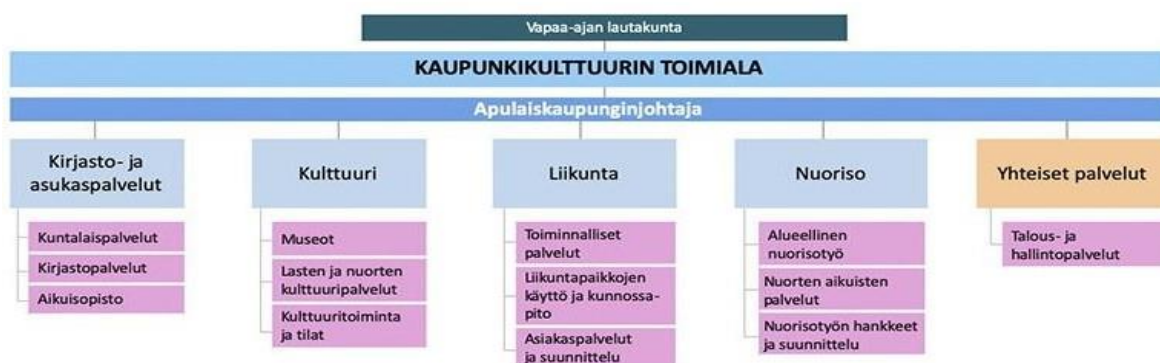 Vapaa-ajan lautakunta
KAUPUNKIKULTTUURIN TOIMIALA
Apulaiskaupunginjohtaja
Kirjasto- ja
asukaspalvelut
Kuntalaispalvelut
Kirjastopalvelut
Aikuisopisto
Kulttuuri
Museot
Lasten ja nuorten
kulttuuripalvelut
Kulttuuritoiminta
ja tilat
Liikunta
Toiminnalliset
palvelut
Liikuntapaikkojen
käyttö ja kunnossa-
pito
Asiakaspalvelut
ja suunnittelu
Nuoriso
Alueellinen
nuorisotyö
Nuorten aikuisten
palvelut
Nuorisotyön hankkeet
ja suunnittelu
Yhteiset palvelut
Talous- ja
hallintopalvelut